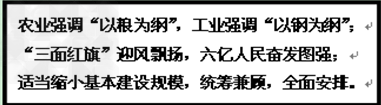 农业强调“以粮为纲”，工业强调“以钢为纲”；
“三面红旗”迎风飘扬，六亿人民奋发图强；
适当缩小基本建设规模，统筹兼顾，全面安排。